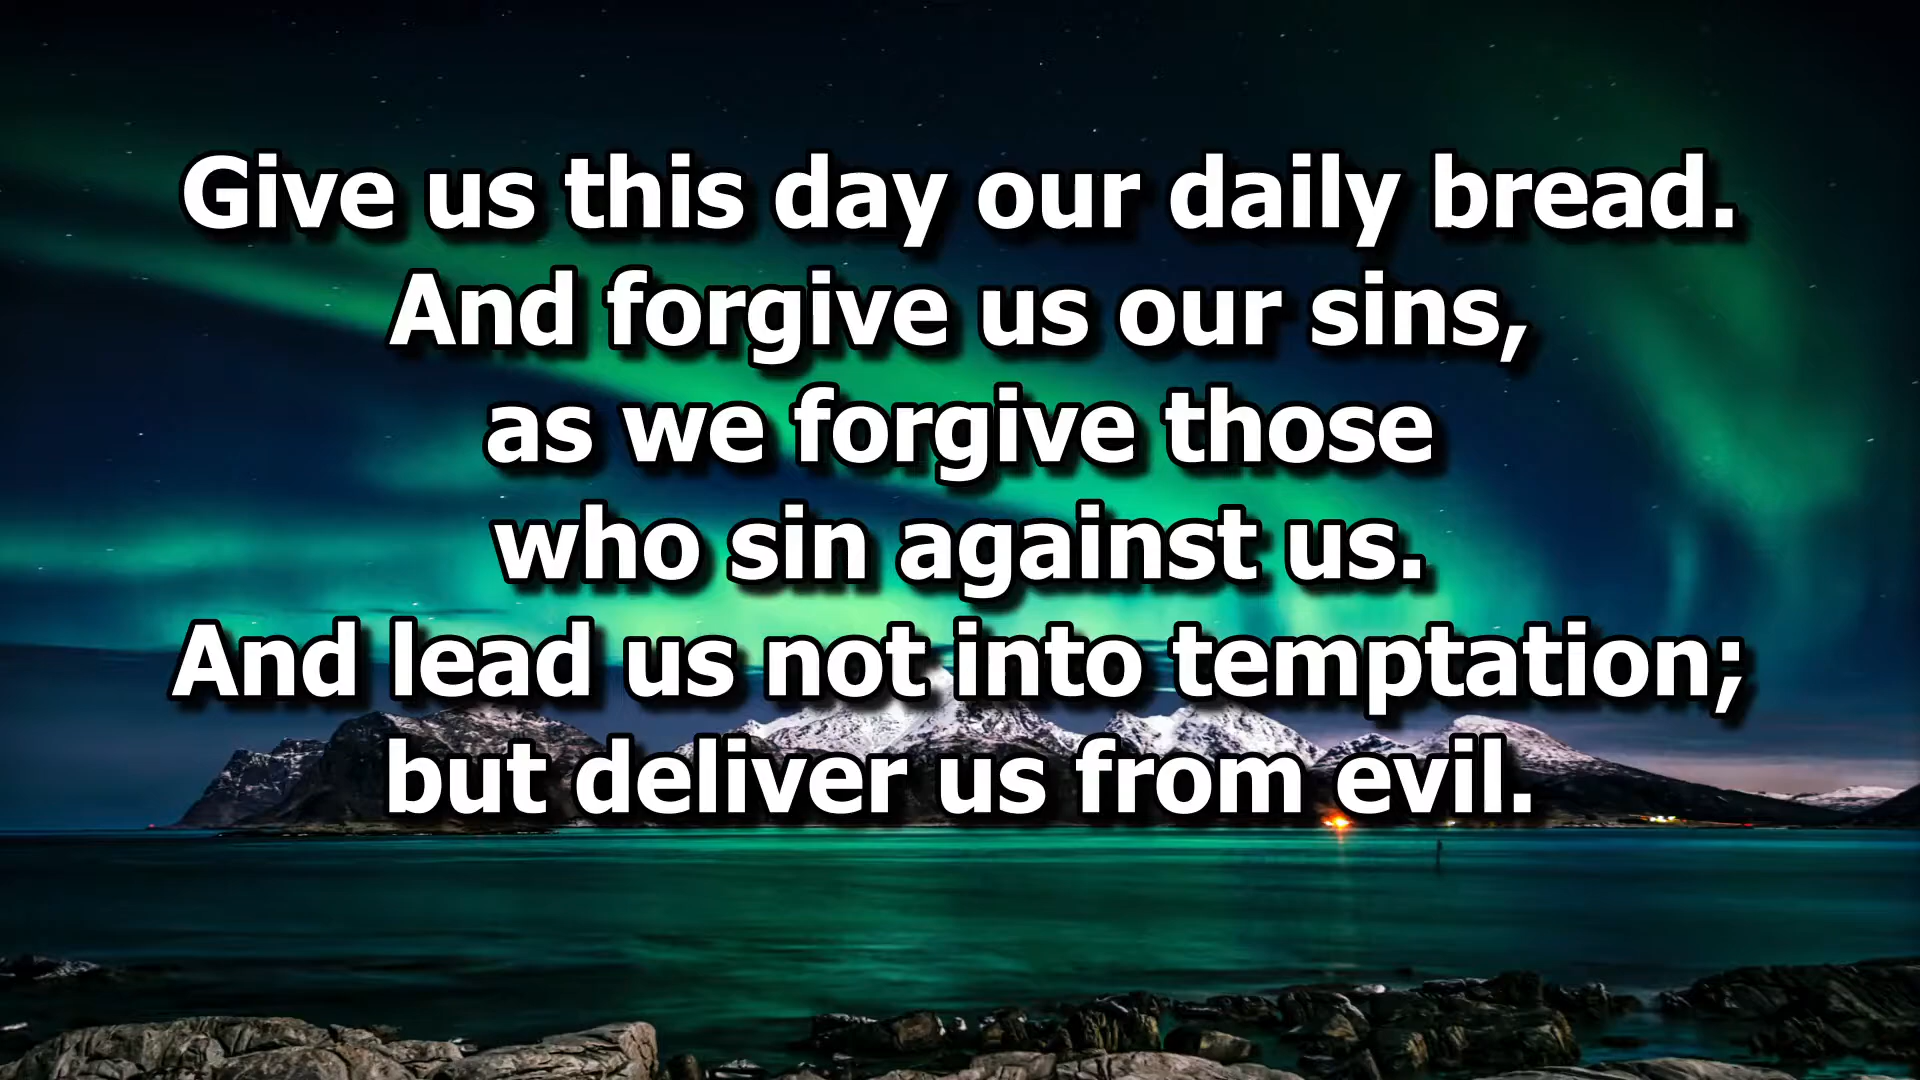 Give us this day our daily bread.
And forgive us our sins,
as we forgive those
who sin against us.
And lead us not into temptation;
but deliver us from evil.